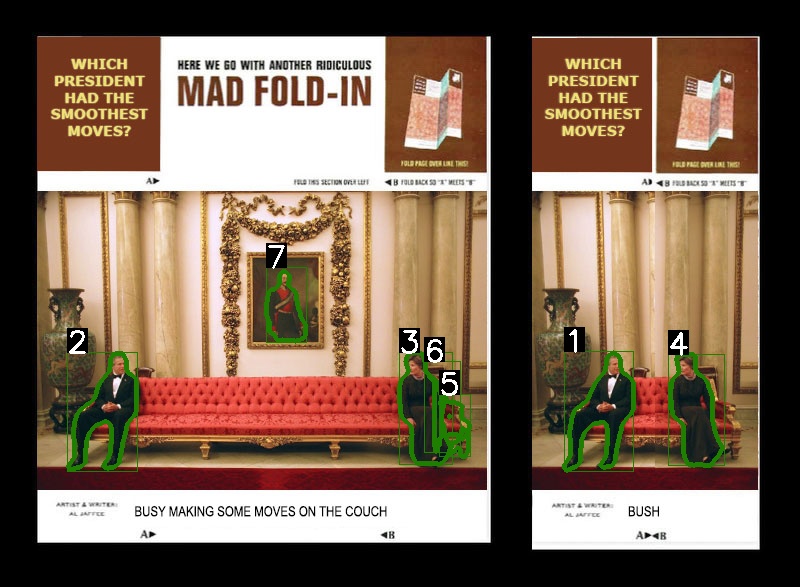 WHICH
PRESIDENT
HAD THE
SMOOTHEST
MOVES?
HERE WE GO WITH ANOTHER RIDICULOUS
MAD FOLD-IN
FOLD PAGE OVER LIKE THIS!
A▶
FOLD THIS SECTION OVER LEFT
◀B FOLD BACK SO "A" MEETS "B"
7
2
3
6
5
ARTIST & WRITER:
AL JAFFEE
BUSY MAKING SOME MOVES ON THE COUCH
A▶
◀B
WHICH
PRESIDENT
HAD THE
SMOOTHEST
MOVES?
FOLD PAGE OVER LIKE THIS!
A▶
◀B FOLD BACK SO "A" MEETS "B"
1
4
ARTIST & WRITER:
AL JAFFEE
BUSH
A▶◀B